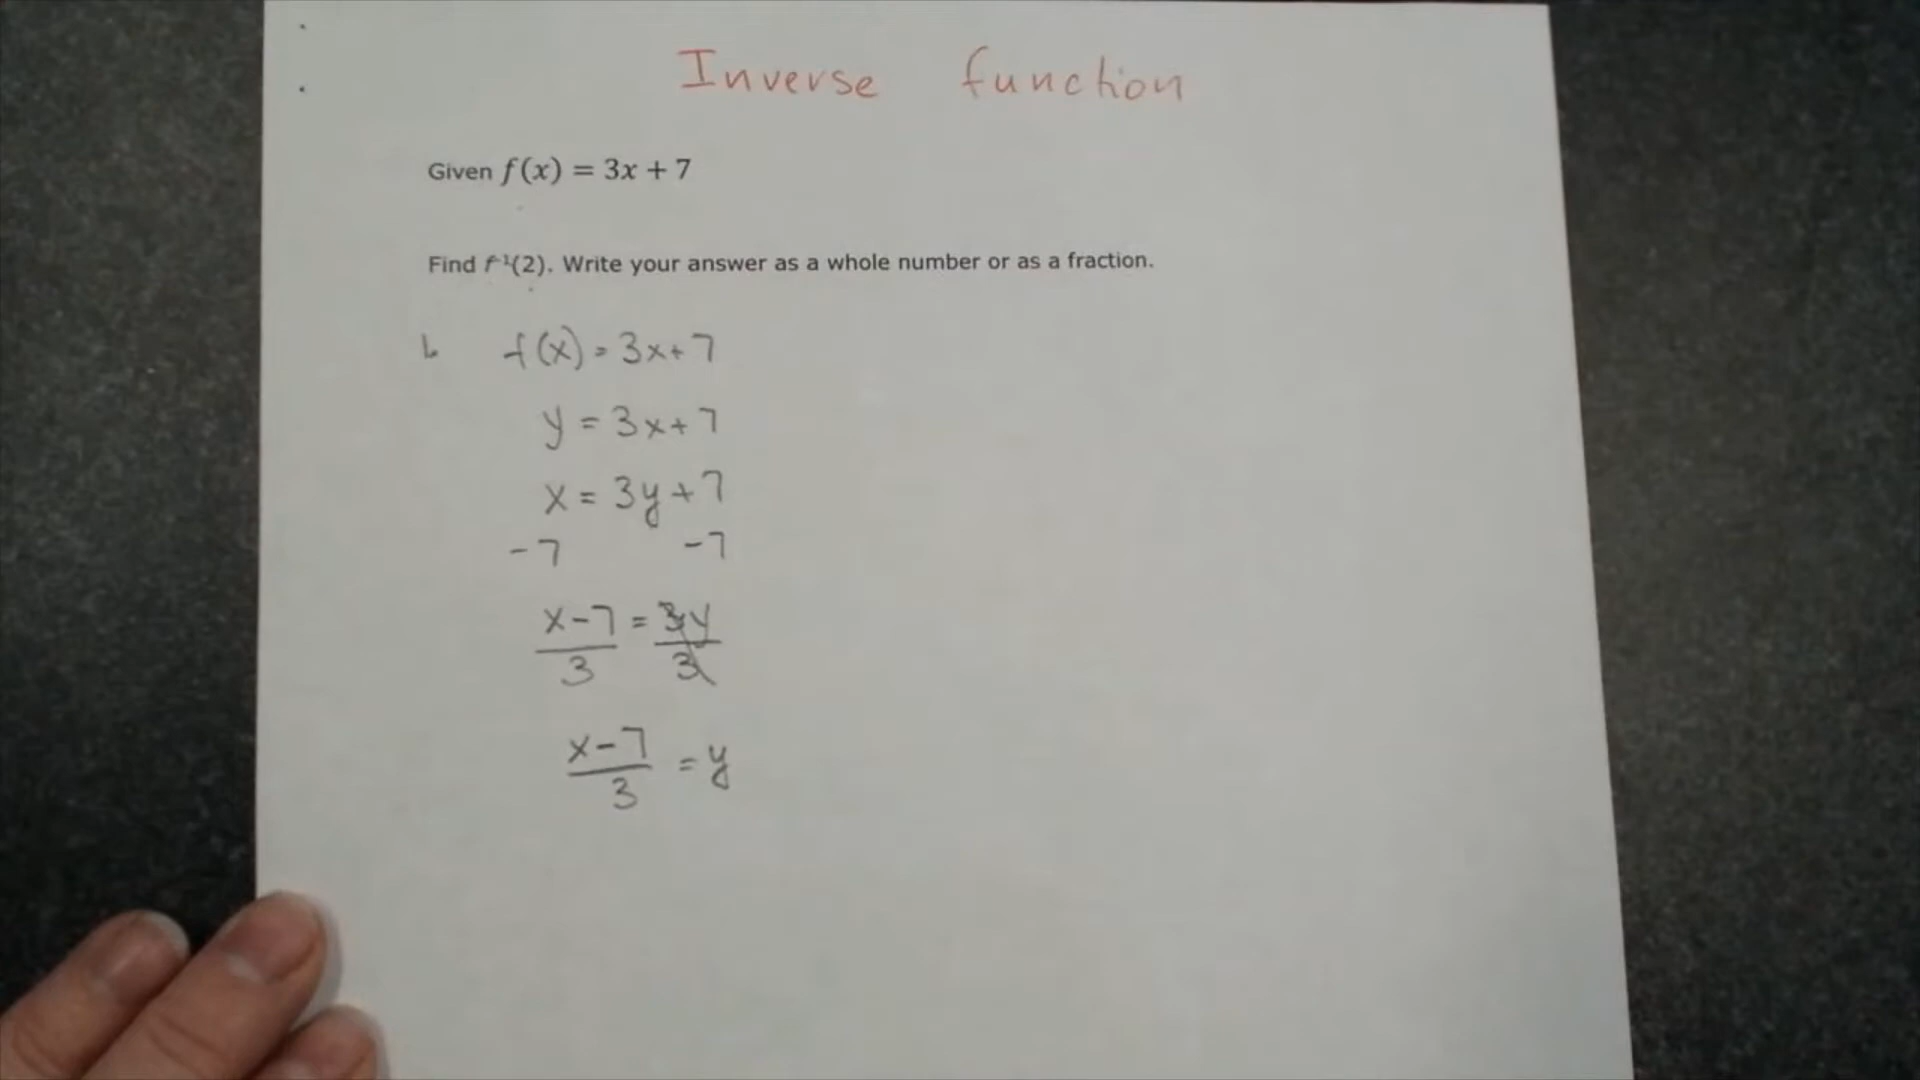 Inverse function
Given f(x) = 3x + 7
Find f⁻¹(2). Write your answer as a whole number or as a fraction.
f(x) = 3x+7
y = 3x+7
x = 3y+7
-7 -7
x-7 = 3y
3 3
x-7 = y
3